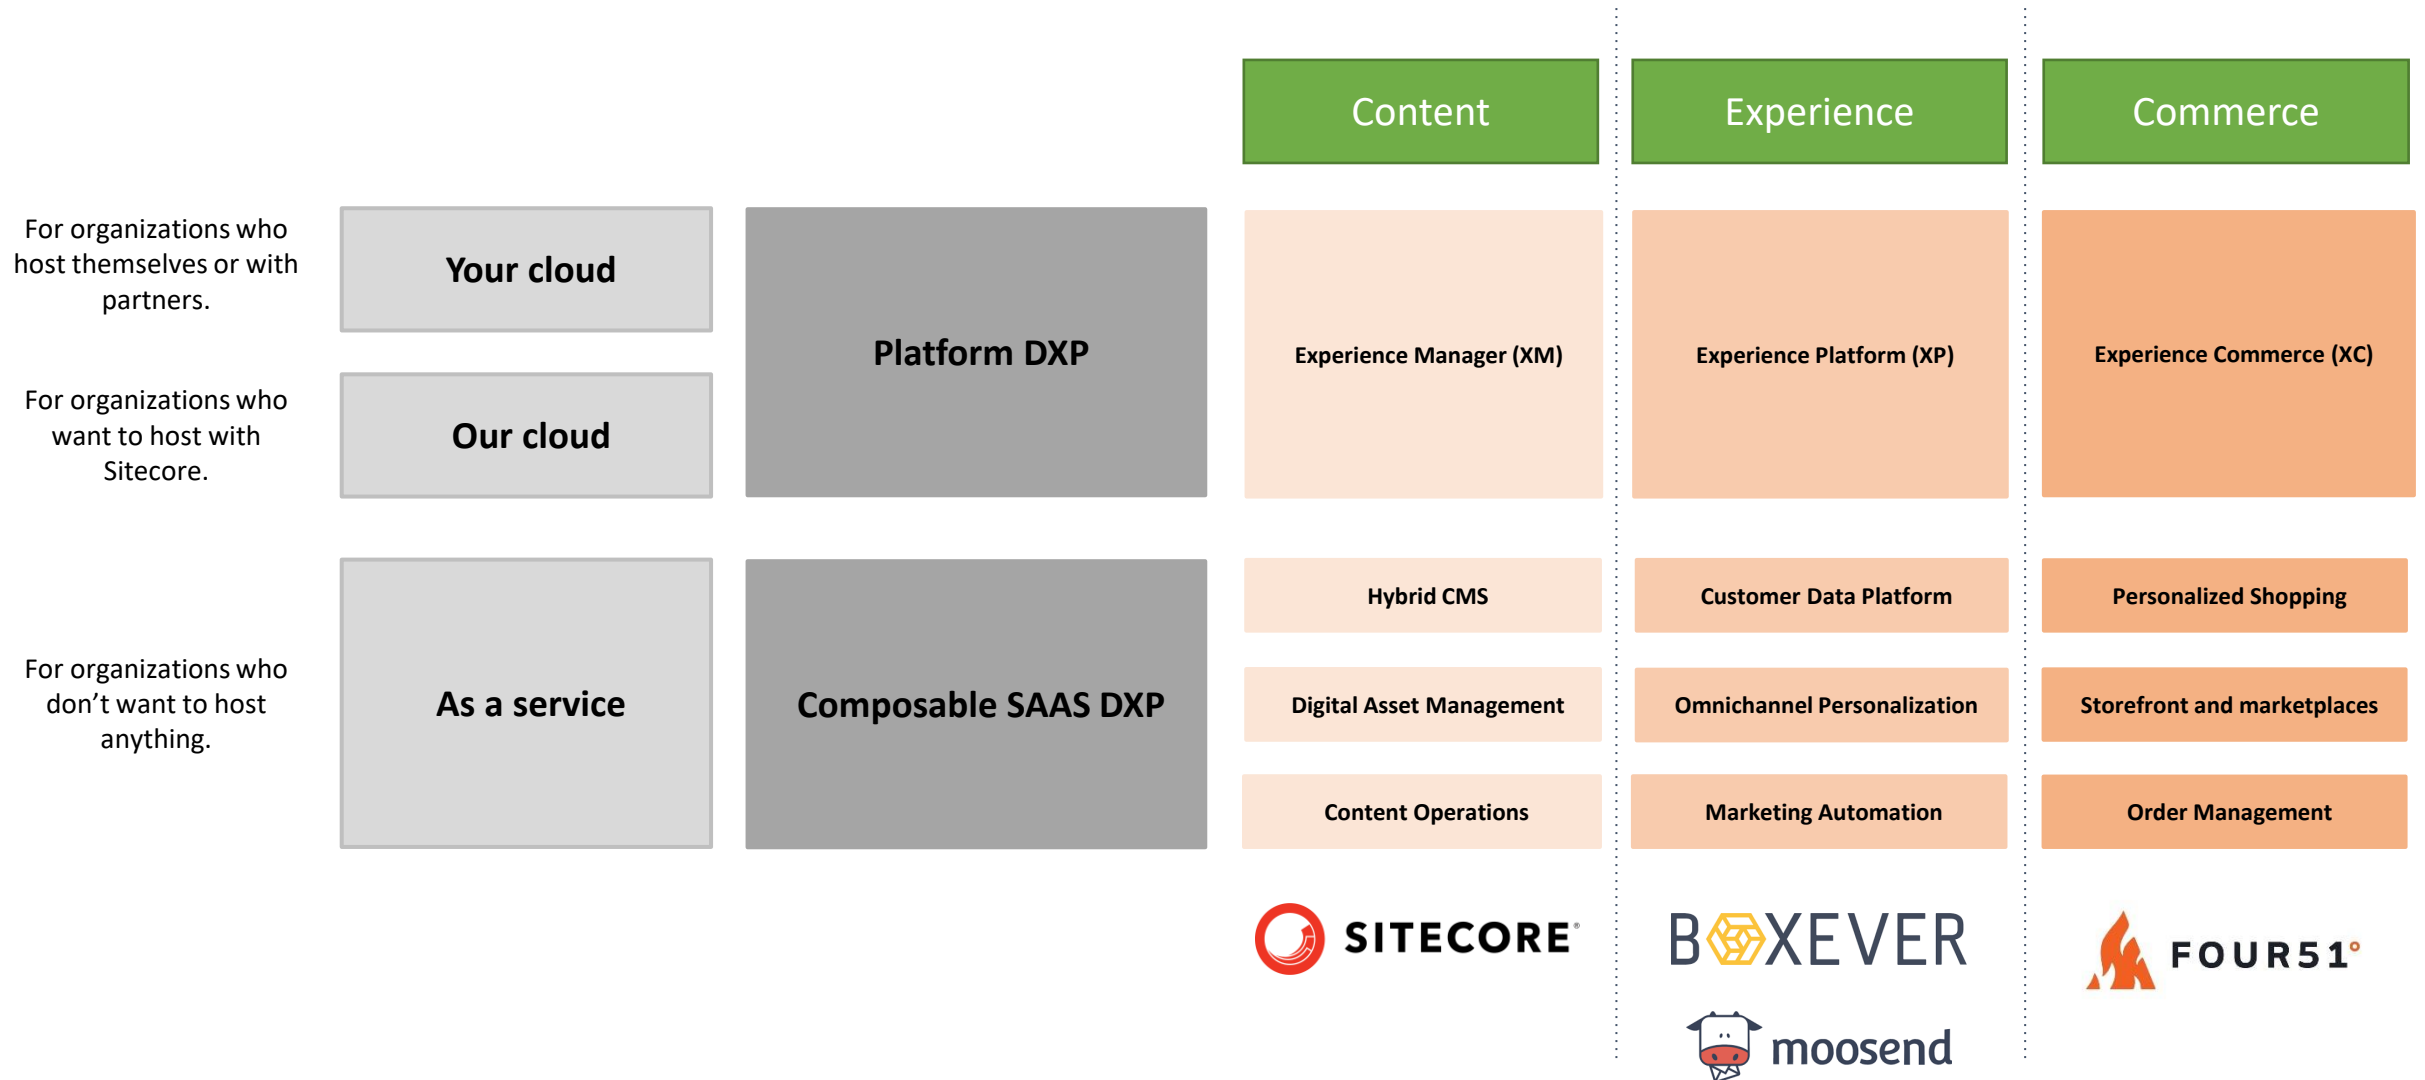 Content
Experience
Commerce
For organizations who
host themselves or with
partners.
Your cloud
Platform DXP
Experience Manager (XM)
Experience Platform (XP)
Experience Commerce (XC)
For organizations who
want to host with
Sitecore.
Our cloud
For organizations who
don’t want to host
anything.
As a service
Composable SAAS DXP
Hybrid CMS
Customer Data Platform
Personalized Shopping
Digital Asset Management
Omnichannel Personalization
Storefront and marketplaces
Content Operations
Marketing Automation
Order Management
SITECORE®
BOXEVER
FOUR51°
moosend